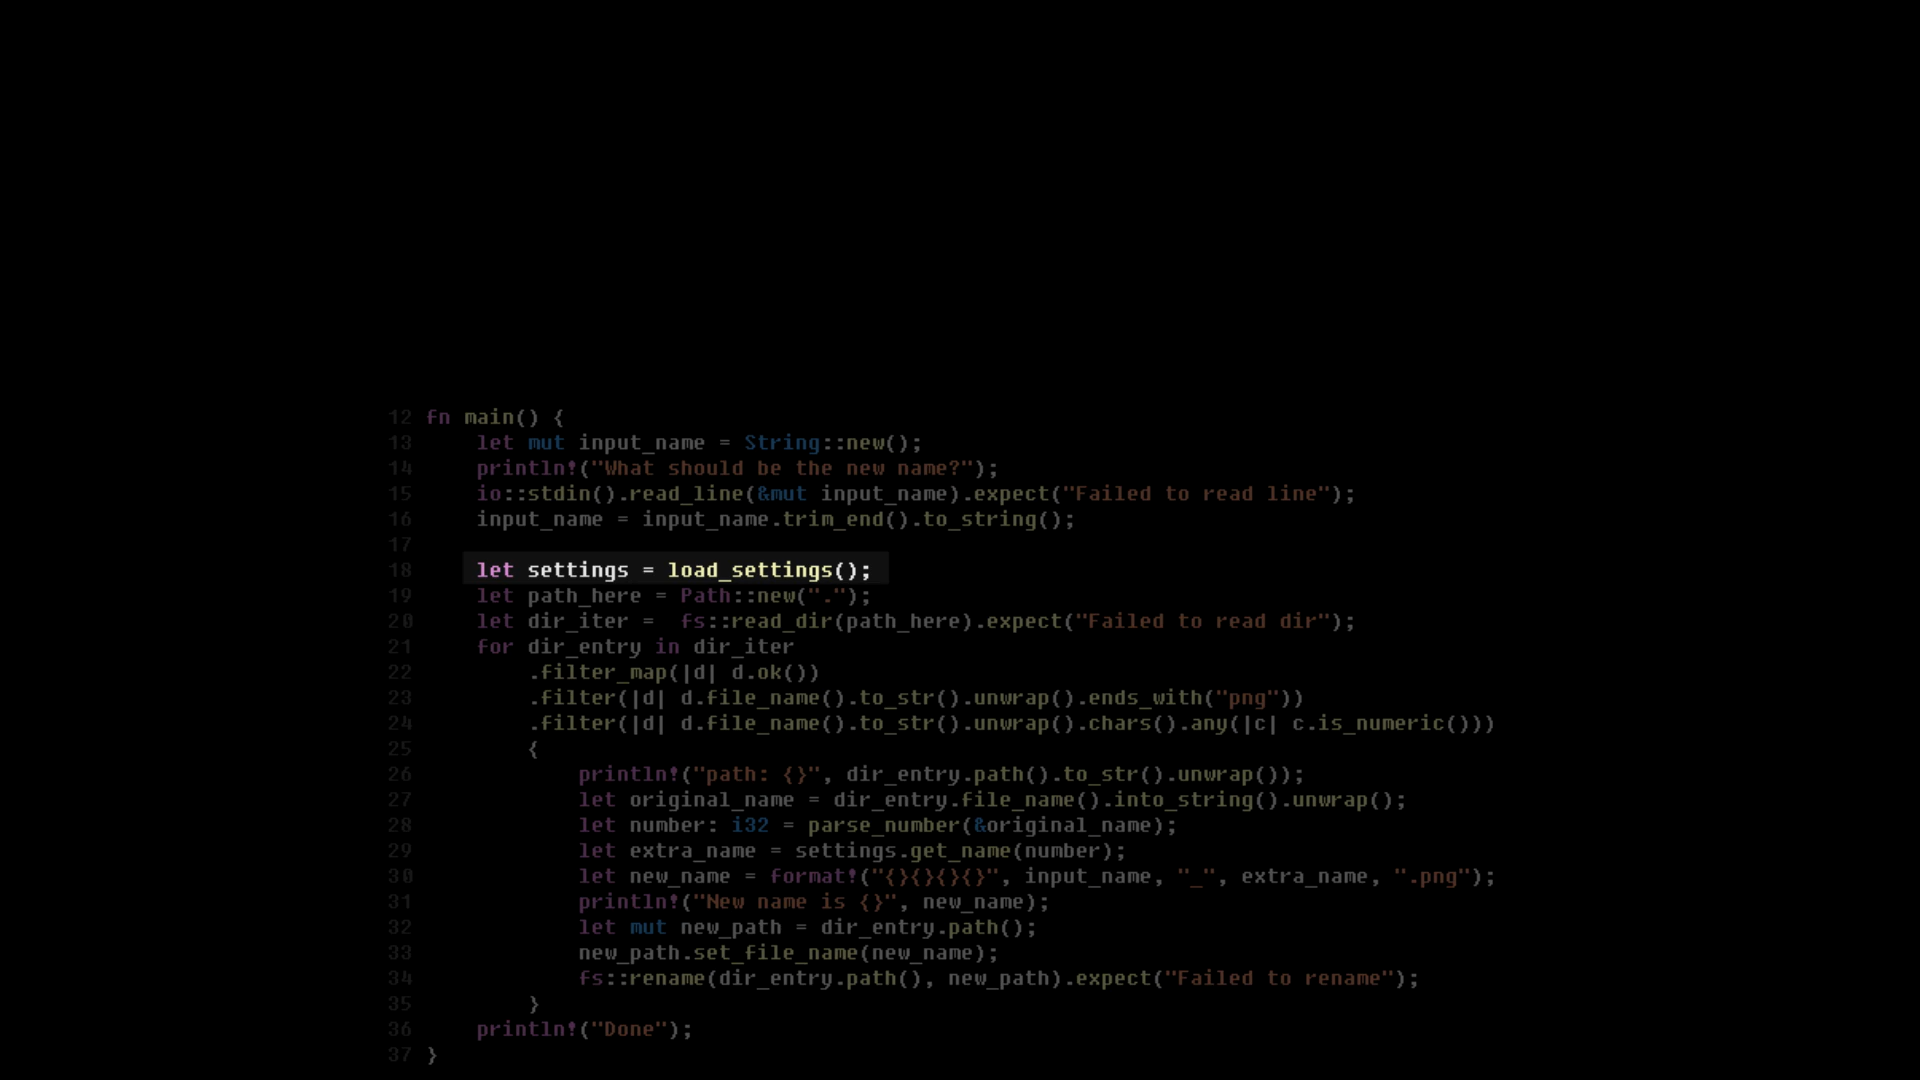 12 fn main() {
13     let mut input_name = String::new();
14     println!("What should be the new name?");
15     io::stdin().read_line(&mut input_name).expect("Failed to read line");
16     input_name = input_name.trim_end().to_string();
17
18     let settings = load_settings();
19     let path_here = Path::new(".");
20     let dir_iter =  fs::read_dir(path_here).expect("Failed to read dir");
21     for dir_entry in dir_iter
22         .filter_map(|d| d.ok())
23         .filter(|d| d.file_name().to_str().unwrap().ends_with("png"))
24         .filter(|d| d.file_name().to_str().unwrap().chars().any(|c| c.is_numeric()))
25         {
26             println!("path: {}", dir_entry.path().to_str().unwrap());
27             let original_name = dir_entry.file_name().into_string().unwrap();
28             let number: i32 = parse_number(&original_name);
29             let extra_name = settings.get_name(number);
30             let new_name = format!("{}{}{}{}", input_name, "_", extra_name, ".png");
31             println!("New name is {}", new_name);
32             let mut new_path = dir_entry.path();
33             new_path.set_file_name(new_name);
34             fs::rename(dir_entry.path(), new_path).expect("Failed to rename");
35         }
36     println!("Done");
37 }